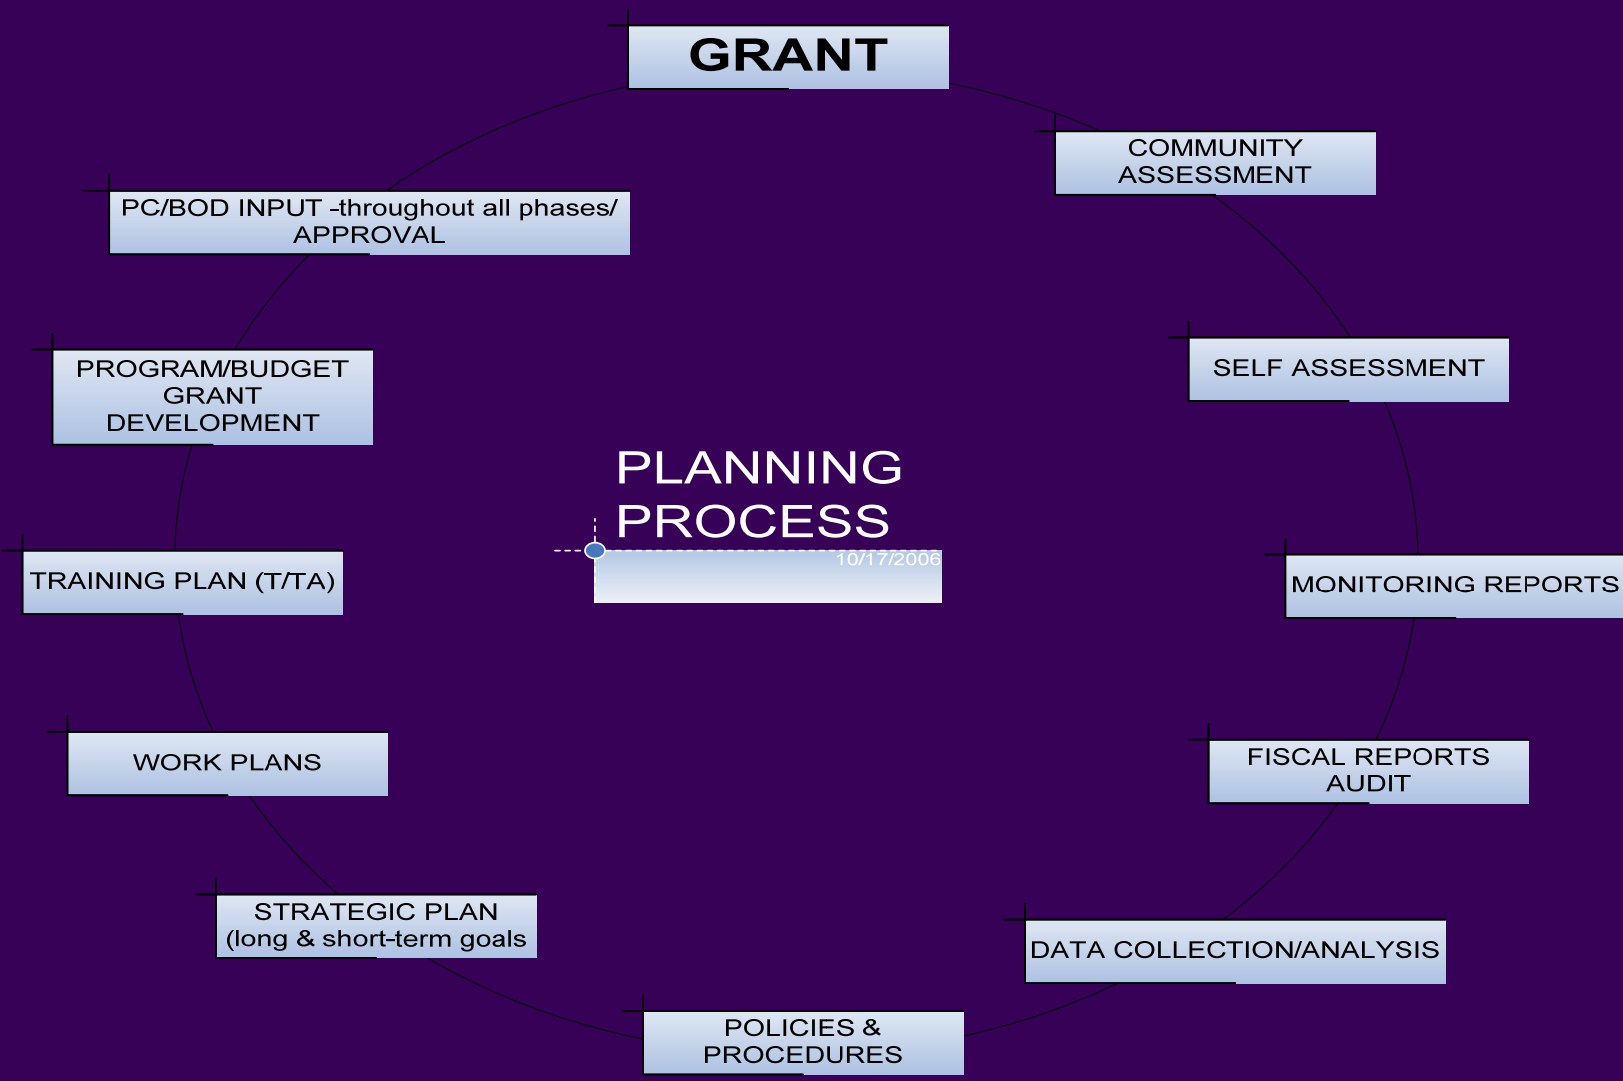 GRANT
COMMUNITY
ASSESSMENT
PC/BOD INPUT -throughout all phases/
APPROVAL
SELF ASSESSMENT
PROGRAM/BUDGET
GRANT
DEVELOPMENT
PLANNING
PROCESS
10/17/2006
TRAINING PLAN (T/TA)
MONITORING REPORTS
WORK PLANS
FISCAL REPORTS
AUDIT
STRATEGIC PLAN
(long & short-term goals
DATA COLLECTION/ANALYSIS
POLICIES &
PROCEDURES